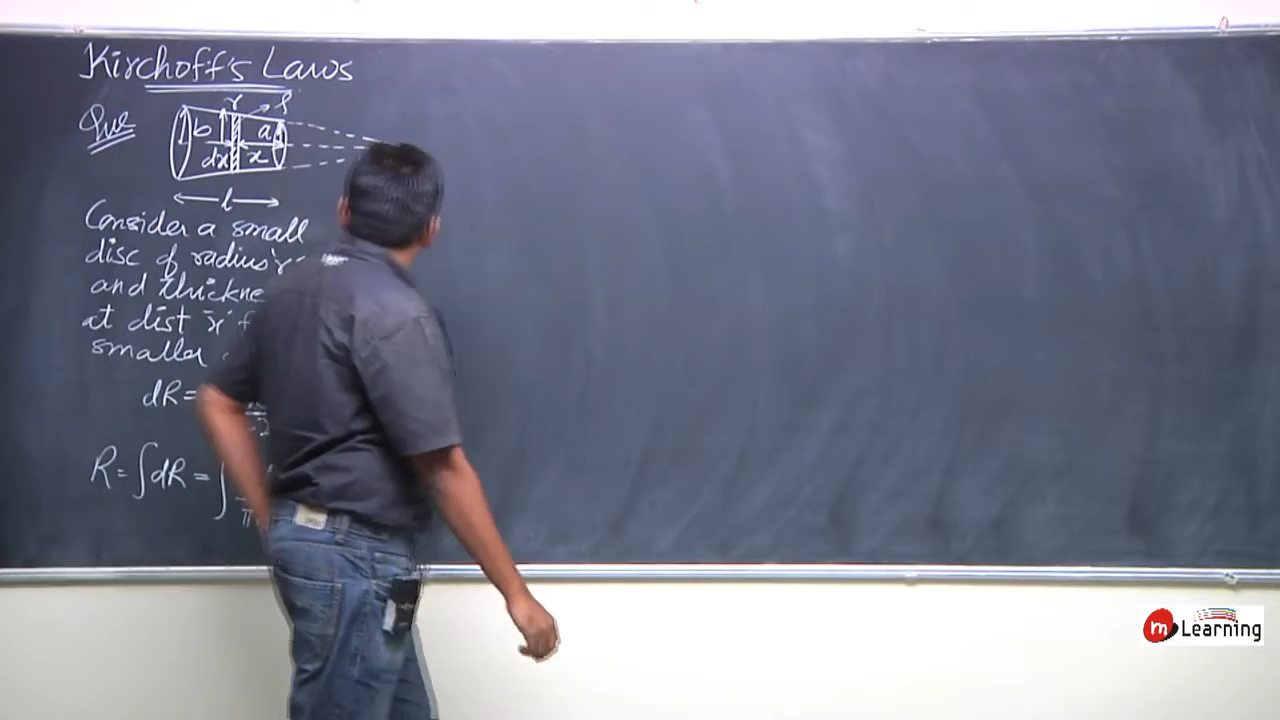 Kirchoff's Laws
Que
r ρ
b a
dx x
l
Consider a small
disc of radius 'r'
and thickne
at dist 'x' f
smaller
dR=
R = ∫dR = ∫
π
m Learning